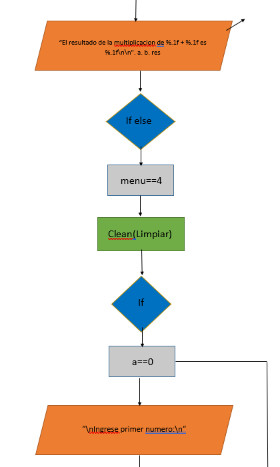 "El resultado de la multiplicacion de %.1f + %.1f es
%.1f\n\n". a. b. res
If else
menu==4
Clean(Limpiar)
If
a==0
"\nIngrese primer numero:\n"